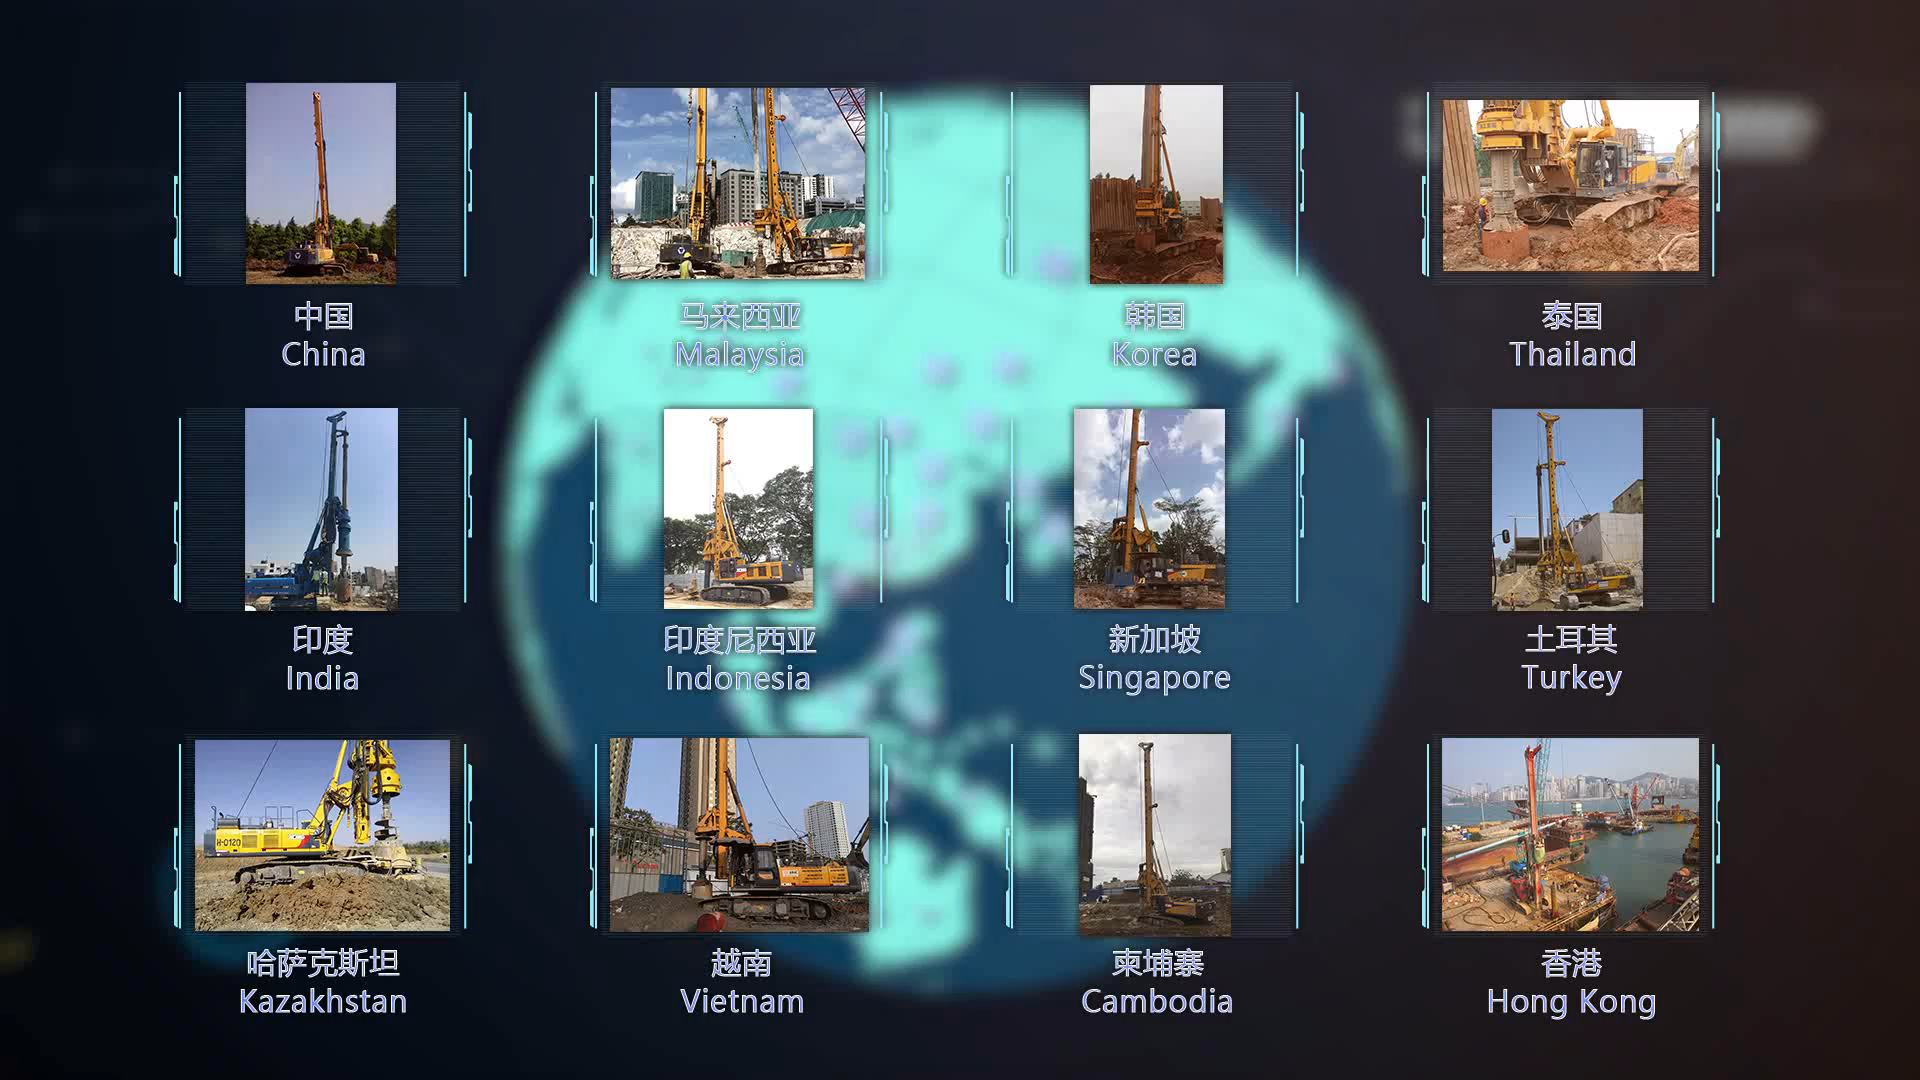 中国
China
马来西亚
Malaysia
韩国
Korea
泰国
Thailand
印度
India
印度尼西亚
Indonesia
新加坡
Singapore
土耳其
Turkey
H-0120
哈萨克斯坦
Kazakhstan
越南
Vietnam
柬埔寨
Cambodia
香港
Hong Kong